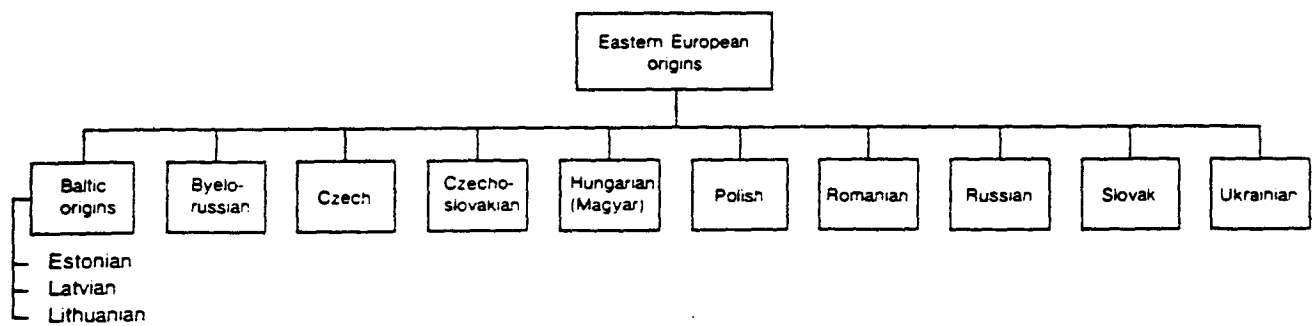 Eastern European
origins
Baltic
origins
Byelo-
russian
Czech
Czecho-
slovakian
Hungarian
(Magyar)
Polish
Romanian
Russian
Slovak
Ukrainian
Estonian
Latvian
Lithuanian